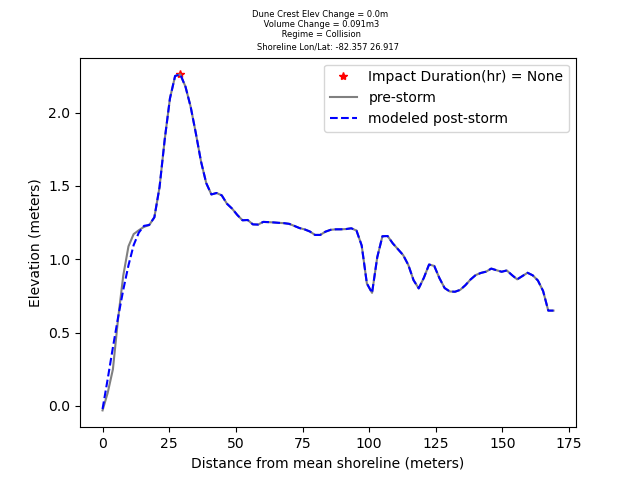 Dune Crest Elev Change = 0.0m
Volume Change = 0.091m3
Regime = Collision
Shoreline Lon/Lat: -82.357 26.917
Impact Duration(hr) = None
pre-storm
modeled post-storm
Elevation (meters)
2.0
1.5
1.0
0.5
0.0
0 25 50 75 100 125 150 175
Distance from mean shoreline (meters)